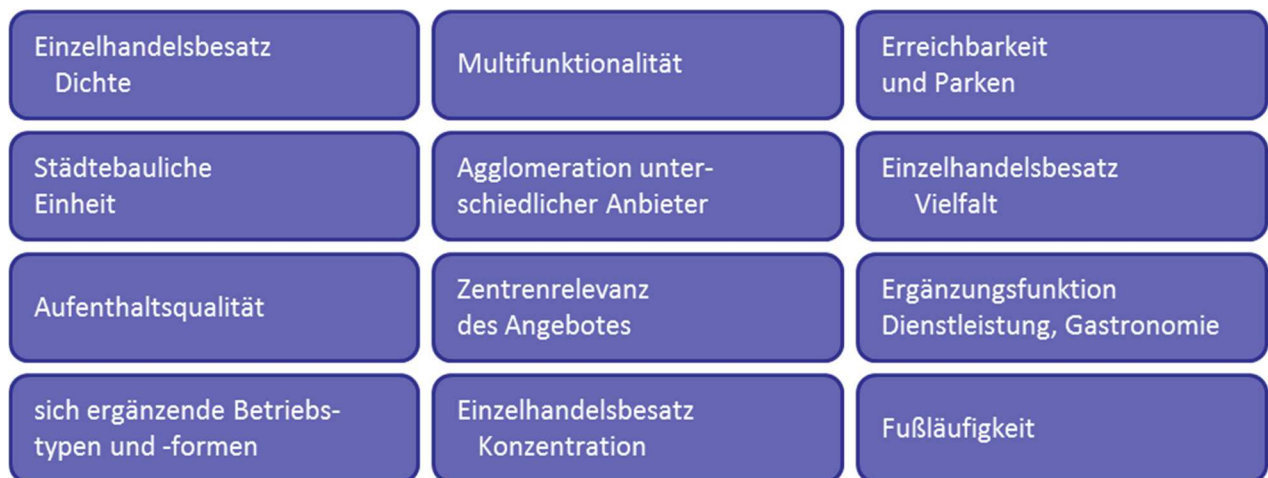 Einzelhandelsbesatz
Dichte
Multifunktionalität
Erreichbarkeit
und Parken
Städtebauliche
Einheit
Agglomeration unter-
schiedlicher Anbieter
Einzelhandelsbesatz
Vielfalt
Aufenthaltsqualität
Zentrenrelevanz
des Angebotes
Ergänzungsfunktion
Dienstleistung, Gastronomie
sich ergänzende Betriebs-
typen und -formen
Einzelhandelsbesatz
Konzentration
Fußläufigkeit